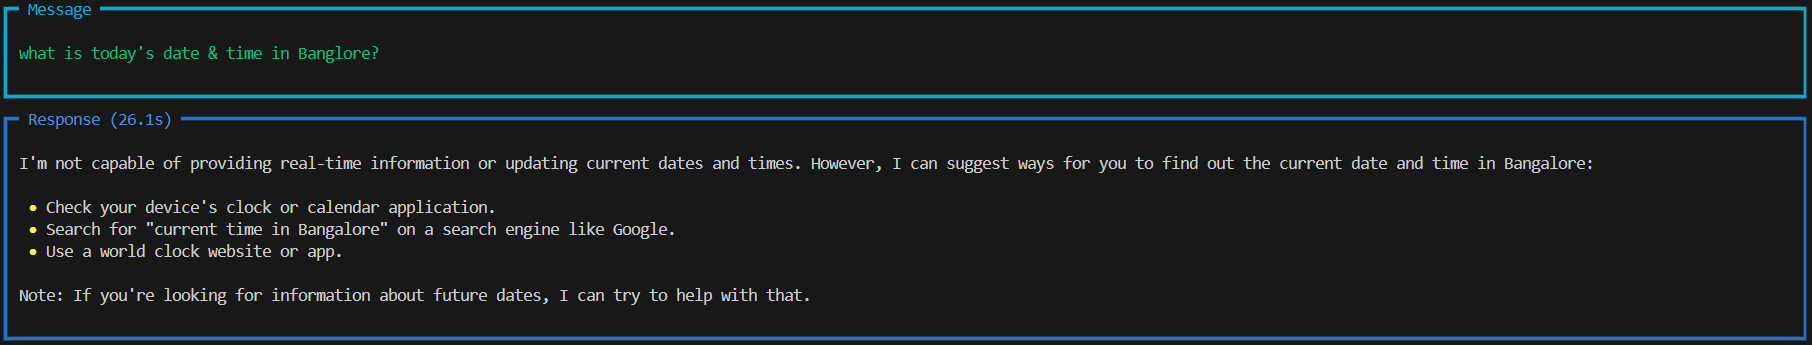 Message
what is today's date & time in Banglore?
Response (26.1s)
I'm not capable of providing real-time information or updating current dates and times. However, I can suggest ways for you to find out the current date and time in Bangalore:
• Check your device's clock or calendar application.
• Search for "current time in Bangalore" on a search engine like Google.
• Use a world clock website or app.
Note: If you're looking for information about future dates, I can try to help with that.